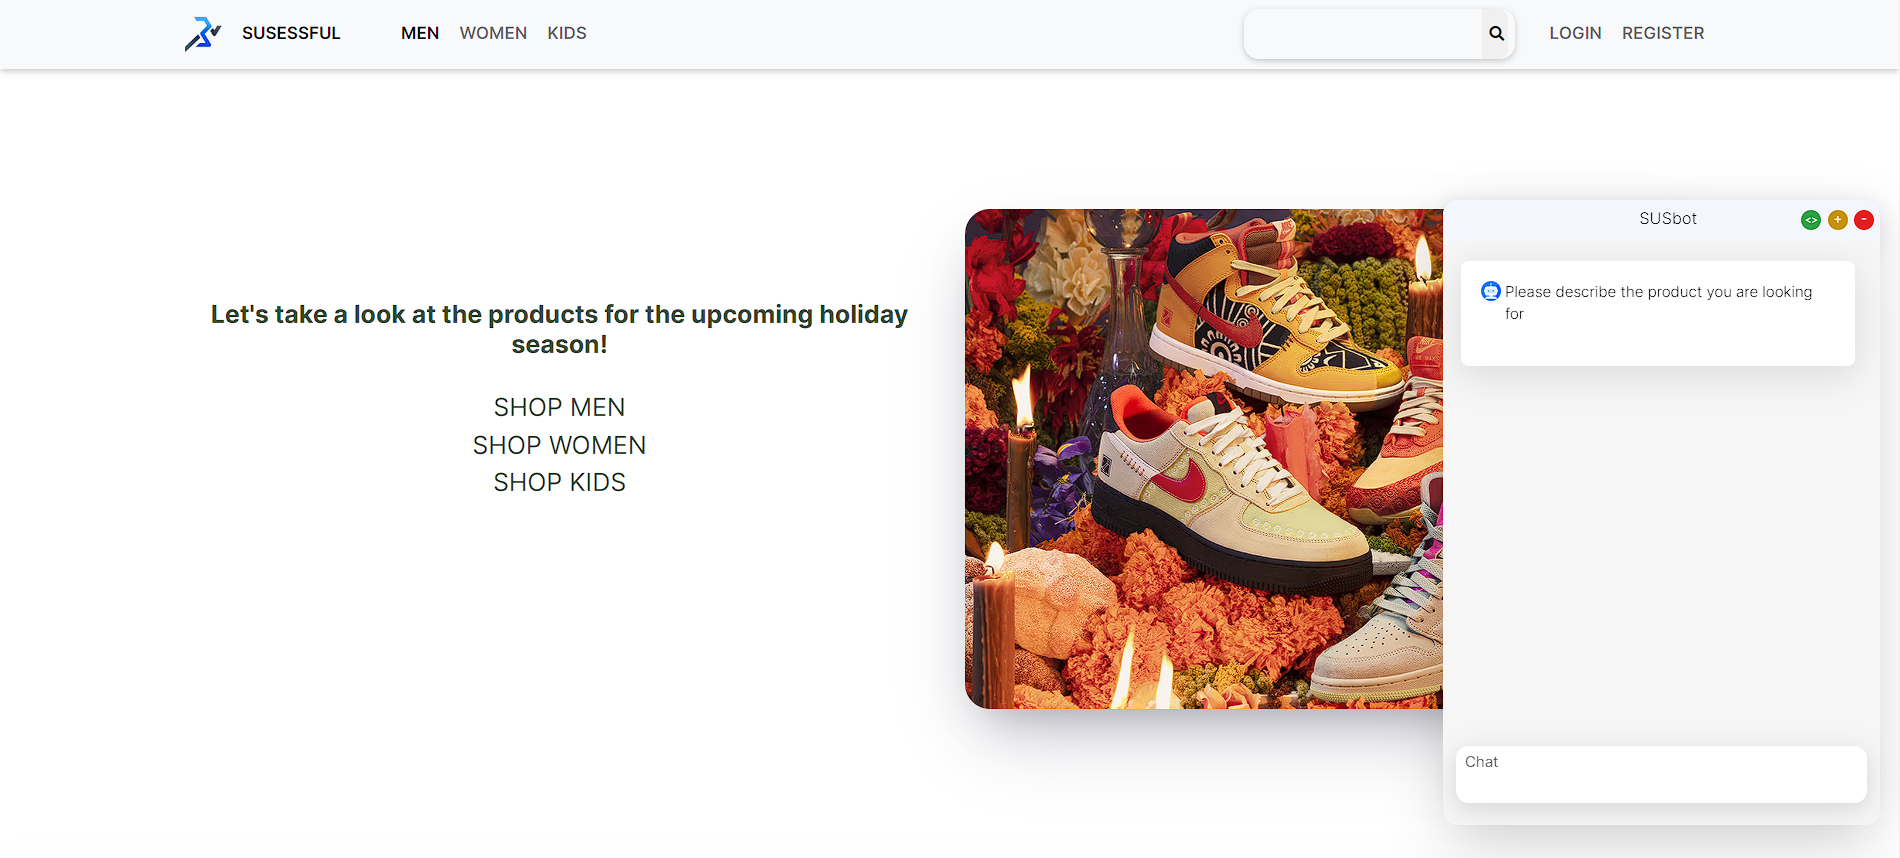 SUSESSFUL MEN WOMEN KIDS LOGIN REGISTER
Let's take a look at the products for the upcoming holiday
season!
SHOP MEN
SHOP WOMEN
SHOP KIDS
SUSbot <> + -
Please describe the product you are looking
for
Chat